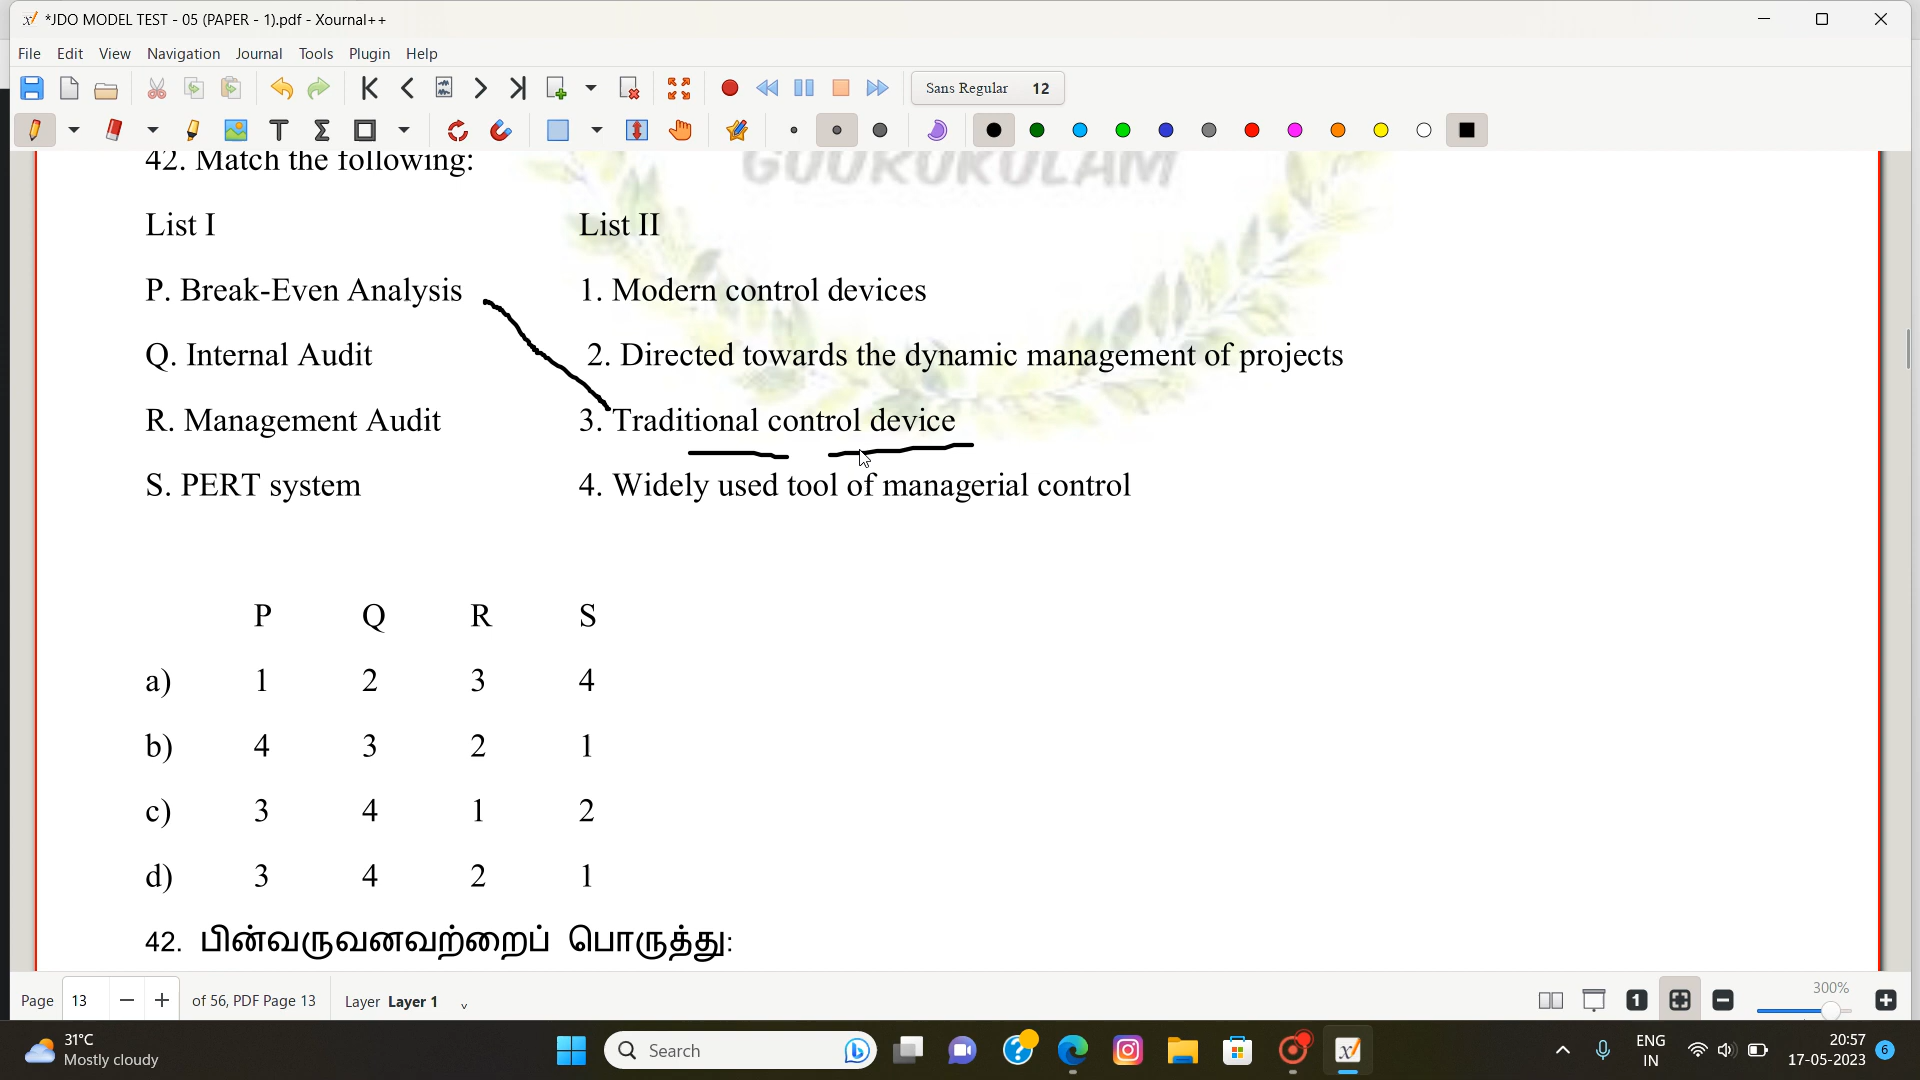 *JDO MODEL TEST - 05 (PAPER - 1).pdf - Xournal++
File Edit View Navigation Journal Tools Plugin Help
Sans Regular 12
GUURUKULAM
42. Match the following:
List I List II
P. Break-Even Analysis 1. Modern control devices
Q. Internal Audit 2. Directed towards the dynamic management of projects
R. Management Audit 3. Traditional control device
S. PERT system 4. Widely used tool of managerial control
P Q R S
a) 1 2 3 4
b) 4 3 2 1
c) 3 4 1 2
d) 3 4 2 1
42. பின்வருவனவற்றைப் பொருத்து:
Page 13 of 56, PDF Page 13 Layer Layer 1 300%
31°C
Mostly cloudy
Search
ENG
IN
20:57
17-05-2023
6